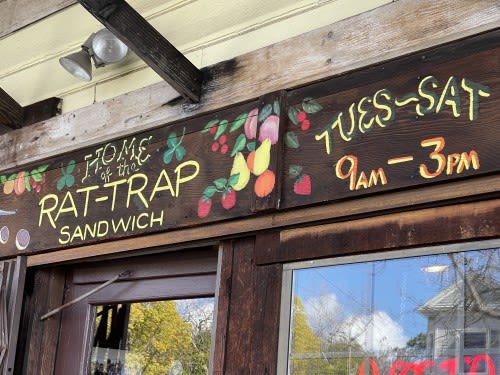 HOME
of the
RAT-TRAP
SANDWICH
TUES~SAT
9AM-3PM